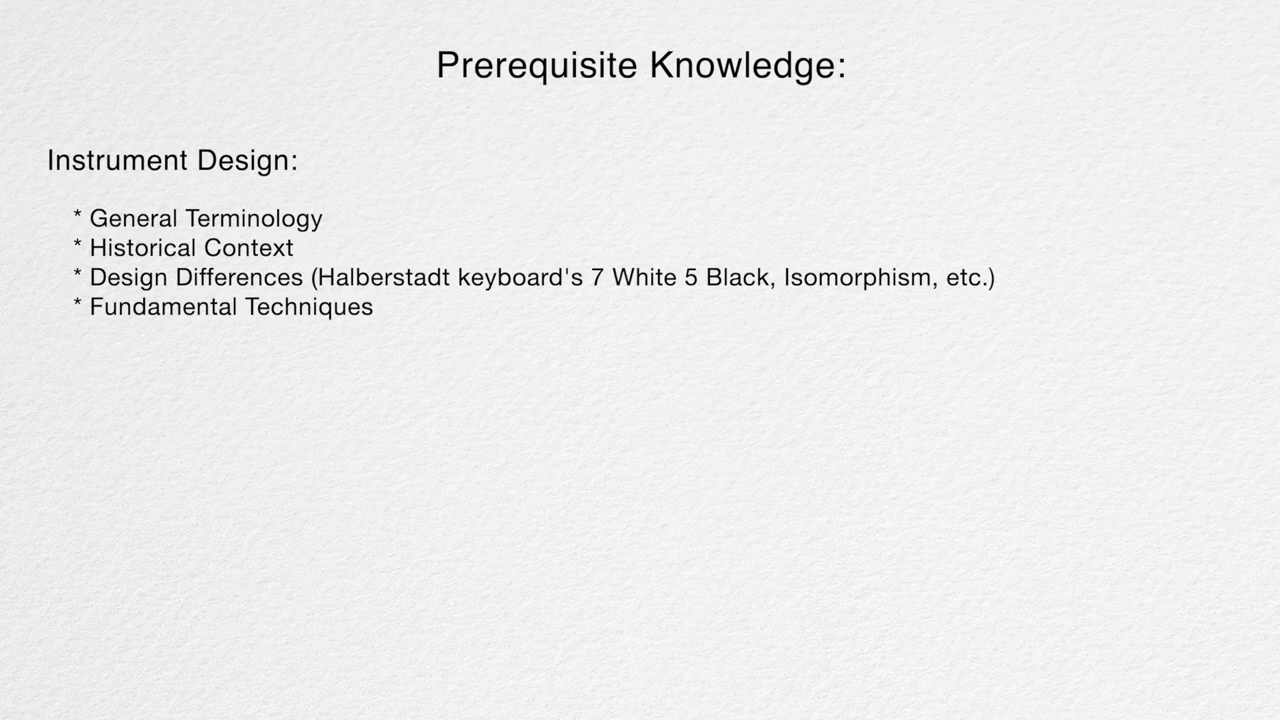 Prerequisite Knowledge:
Instrument Design:
* General Terminology
* Historical Context
* Design Differences (Halberstadt keyboard's 7 White 5 Black, Isomorphism, etc.)
* Fundamental Techniques